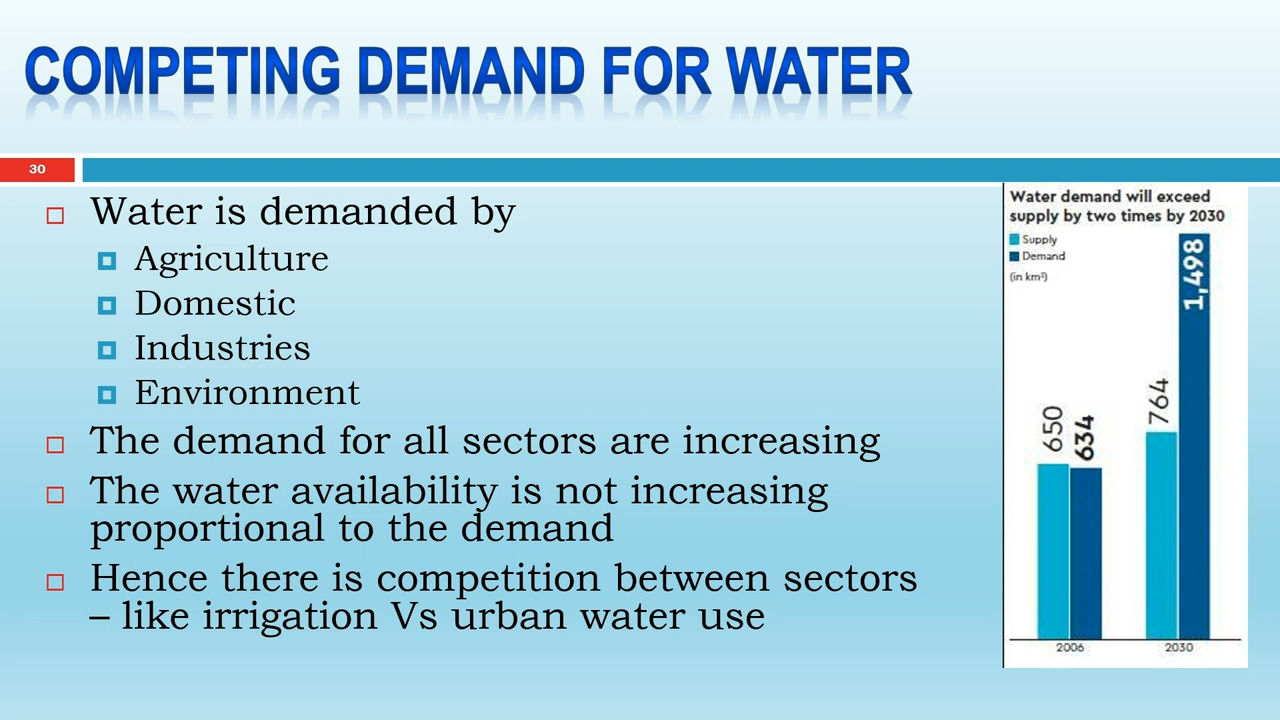 COMPETING DEMAND FOR WATER
30
Water is demanded by
Agriculture
Domestic
Industries
Environment
The demand for all sectors are increasing
The water availability is not increasing
proportional to the demand
Hence there is competition between sectors
– like irrigation Vs urban water use
Water demand will exceed
supply by two times by 2030
Supply
Demand
(in km³)
650
634
764
1,498
2006
2030